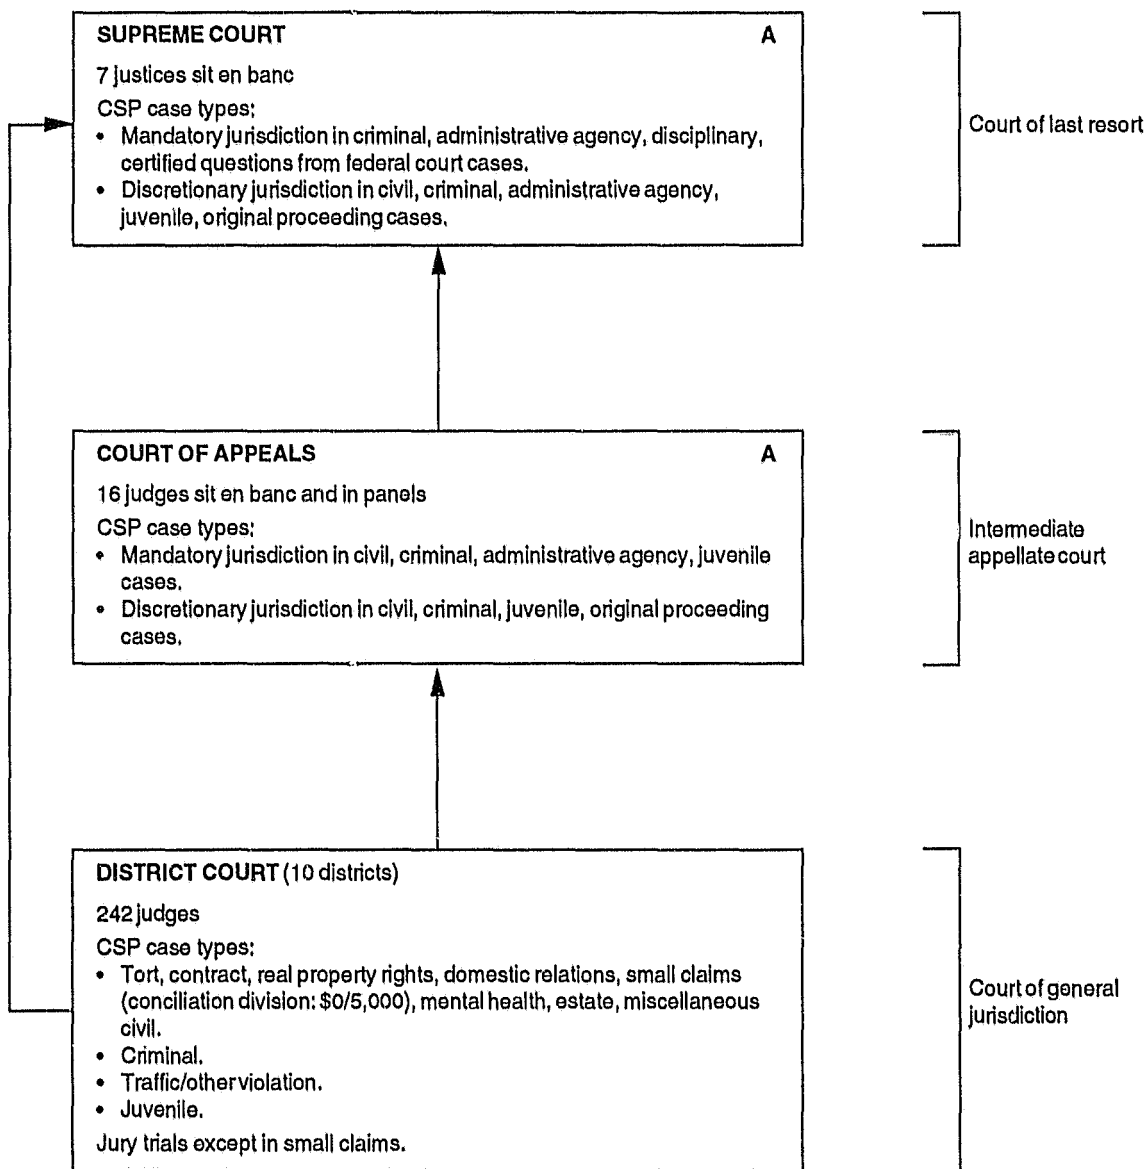 SUPREME COURT A
7 justices sit en banc
CSP case types:
• Mandatory jurisdiction in criminal, administrative agency, disciplinary,
certified questions from federal court cases.
• Discretionary jurisdiction in civil, criminal, administrative agency,
juvenile, original proceeding cases.
Court of last resort
COURT OF APPEALS A
16 judges sit en banc and in panels
CSP case types:
• Mandatory jurisdiction in civil, criminal, administrative agency, juvenile
cases.
• Discretionary jurisdiction in civil, criminal, juvenile, original proceeding
cases.
Intermediate
appellate court
DISTRICT COURT (10 districts)
242 judges
CSP case types:
• Tort, contract, real property rights, domestic relations, small claims
(conciliation division: $0/5,000), mental health, estate, miscellaneous
civil.
• Criminal.
• Traffic/other violation.
• Juvenile.
Jury trials except in small claims.
Court of general
jurisdiction